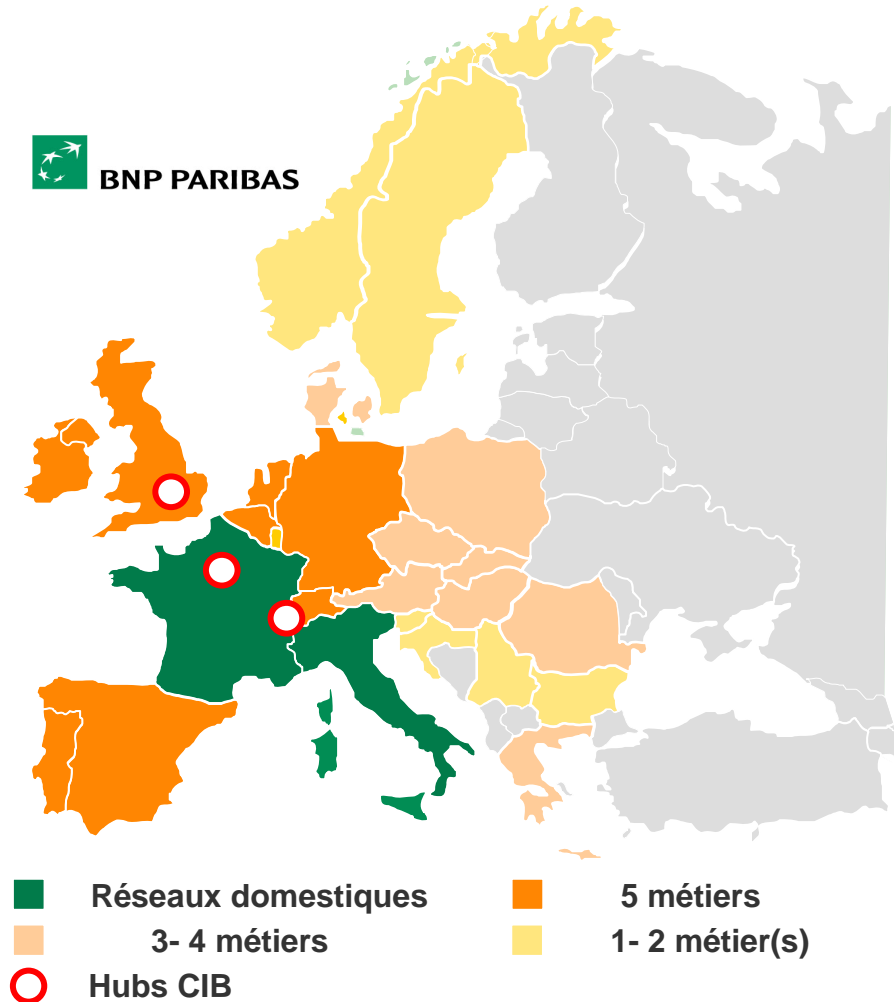 BNP PARIBAS
Réseaux domestiques
5 métiers
3- 4 métiers
1- 2 métier(s)
Hubs CIB